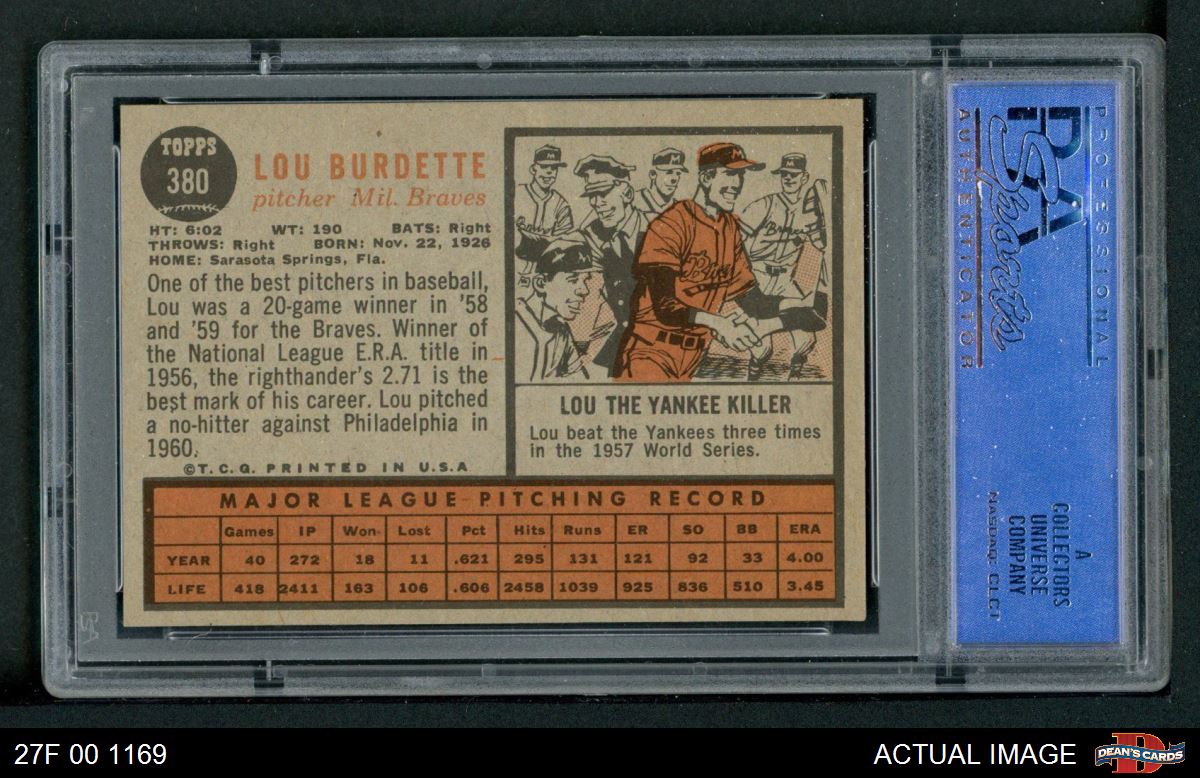 TOPPS
380
LOU BURDETTE
pitcher Mil. Braves
HT: 6:02 WT: 190 BATS: Right
THROWS: Right BORN: Nov. 22, 1926
HOME: Sarasota Springs, Fla.
One of the best pitchers in baseball,
Lou was a 20-game winner in '58
and '59 for the Braves. Winner of
the National League E.R.A. title in
1956, the righthander's 2.71 is the
best mark of his career. Lou pitched
a no-hitter against Philadelphia in
1960.
©T.C.G. PRINTED IN U.S.A
M
M
M
M
M
Braves
LOU THE YANKEE KILLER
Lou beat the Yankees three times
in the 1957 World Series.
MAJOR LEAGUE PITCHING RECORD
Games IP Won Lost Pct Hits Runs ER SO BB ERA
YEAR 40 272 18 11 .621 295 131 121 92 33 4.00
LIFE 418 2411 163 106 .606 2458 1039 925 836 510 3.45
PROFESSIONAL
PSA
Sports
AUTHENTICATOR
A
COLLECTORS
UNIVERSE
COMPANY
NASDAQ: CLCT
27F 00 1169
ACTUAL IMAGE
DEAN'S CARDS